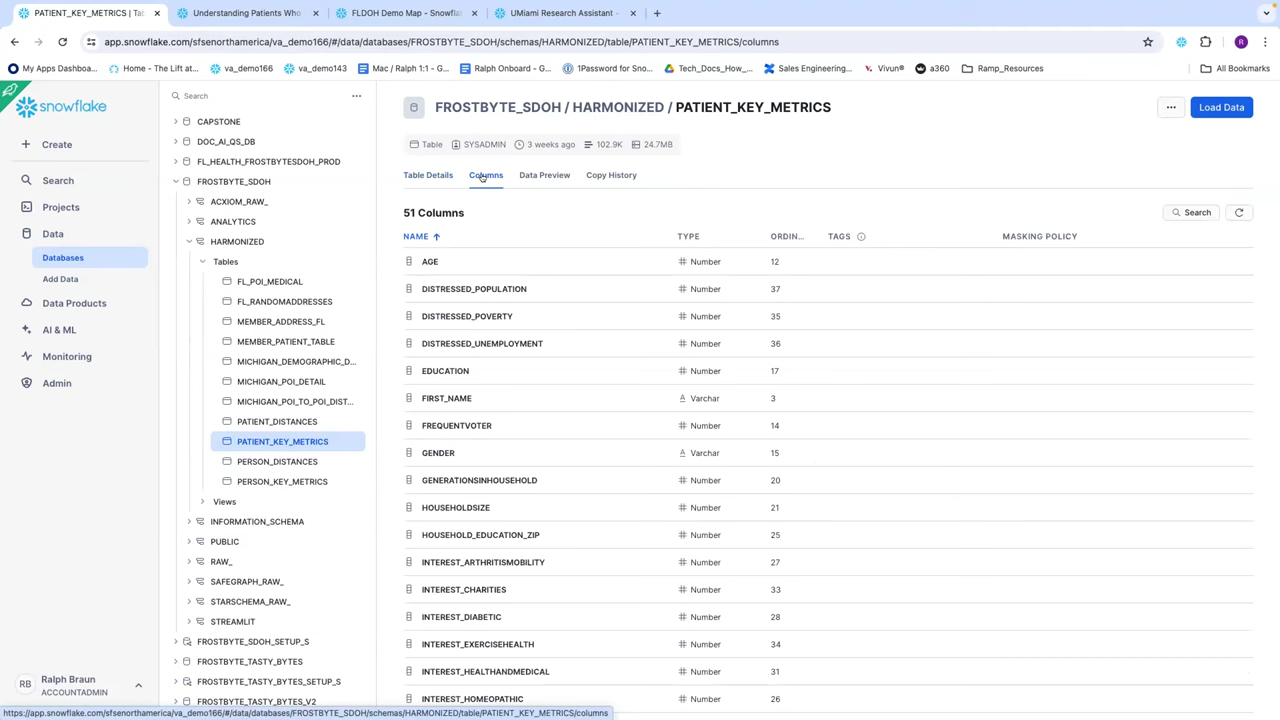 PATIENT_KEY_METRICS | Tab
Understanding Patients Who
FLDOH Demo Map - Snowfla
UMiami Research Assistant -
app.snowflake.com/sfsenorthamerica/va_demo166/#/data/databases/FROSTBYTE_SDOH/schemas/HARMONIZED/table/PATIENT_KEY_METRICS/columns
R
My Apps Dashboa...
Home - The Lift at...
va_demo166
va_demo143
Mac / Ralph 1:1 - G...
Ralph Onboard - G...
1Password for Sno...
Tech_Docs_How_...
Sales Engineering...
Vivun®
a360
Ramp_Resources
All Bookmarks
snowflake
Create
Search
Projects
Data
Databases
Add Data
Data Products
AI & ML
Monitoring
Admin
RB
Ralph Braun
ACCOUNTADMIN
Search
CAPSTONE
DOC_AI_QS_DB
FL_HEALTH_FROSTBYTESDOH_PROD
FROSTBYTE_SDOH
ACXIOM_RAW_
ANALYTICS
HARMONIZED
Tables
FL_POI_MEDICAL
FL_RANDOMADDRESSES
MEMBER_ADDRESS_FL
MEMBER_PATIENT_TABLE
MICHIGAN_DEMOGRAPHIC_D...
MICHIGAN_POI_DETAIL
MICHIGAN_POI_TO_POI_DIST...
PATIENT_DISTANCES
PATIENT_KEY_METRICS
PERSON_DISTANCES
PERSON_KEY_METRICS
Views
INFORMATION_SCHEMA
PUBLIC
RAW_
SAFEGRAPH_RAW_
STARSCHEMA_RAW_
STREAMLIT
FROSTBYTE_SDOH_SETUP_S
FROSTBYTE_TASTY_BYTES
FROSTBYTE_TASTY_BYTES_SETUP_S
FROSTBYTE_TASTY_BYTES_V2
FROSTBYTE_SDOH / HARMONIZED / PATIENT_KEY_METRICS
Load Data
Table SYSADMIN 3 weeks ago 102.9K 24.7MB
Table Details Columns Data Preview Copy History
51 Columns
Search
NAME TYPE ORDIN... TAGS MASKING POLICY
AGE Number 12
DISTRESSED_POPULATION Number 37
DISTRESSED_POVERTY Number 35
DISTRESSED_UNEMPLOYMENT Number 36
EDUCATION Number 17
FIRST_NAME Varchar 3
FREQUENTVOTER Number 14
GENDER Varchar 15
GENERATIONSINHOUSEHOLD Number 20
HOUSEHOLDSIZE Number 21
HOUSEHOLD_EDUCATION_ZIP Number 25
INTEREST_ARTHRITISMOBILITY Number 27
INTEREST_CHARITIES Number 33
INTEREST_DIABETIC Number 28
INTEREST_EXERCISEHEALTH Number 34
INTEREST_HEALTHANDMEDICAL Number 31
INTEREST_HOMEOPATHIC Number 26
https://app.snowflake.com/sfsenorthamerica/va_demo166/#/data/databases/FROSTBYTE_SDOH/schemas/HARMONIZED/table/PATIENT_KEY_METRICS/columns